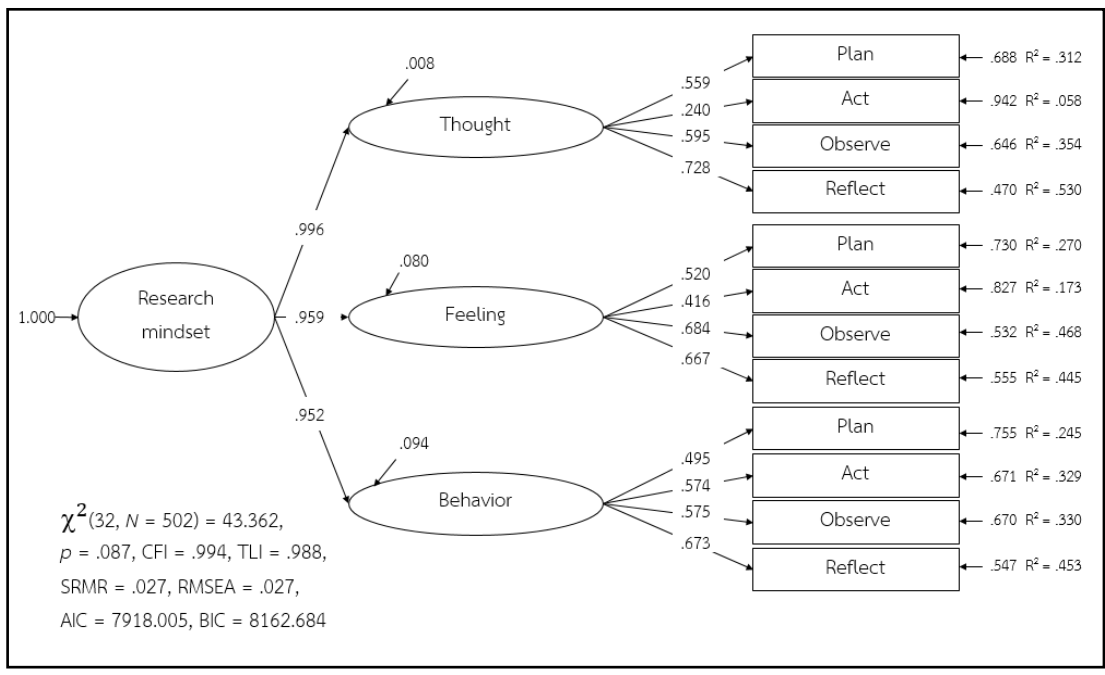 .008
Thought
.559
.240
.595
.728
Plan
.688 R² = .312
Act
.942 R² = .058
Observe
.646 R² = .354
Reflect
.470 R² = .530
.996
1.000
Research
mindset
.080
.959
Feeling
.520
.416
.684
.667
Plan
.730 R² = .270
Act
.827 R² = .173
Observe
.532 R² = .468
Reflect
.555 R² = .445
.952
.094
Behavior
.495
.574
.575
.673
Plan
.755 R² = .245
Act
.671 R² = .329
Observe
.670 R² = .330
Reflect
.547 R² = .453
χ²(32, N = 502) = 43.362,
p = .087, CFI = .994, TLI = .988,
SRMR = .027, RMSEA = .027,
AIC = 7918.005, BIC = 8162.684